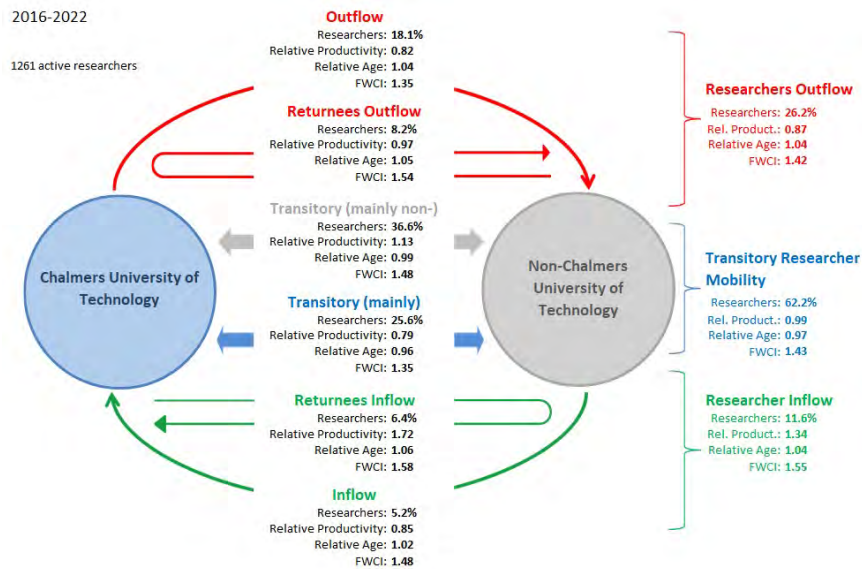 2016-2022
1261 active researchers
Outflow
Researchers: 18.1%
Relative Productivity: 0.82
Relative Age: 1.04
FWCI: 1.35
Returnees Outflow
Researchers: 8.2%
Relative Productivity: 0.97
Relative Age: 1.05
FWCI: 1.54
Transitory (mainly non-)
Researchers: 36.6%
Relative Productivity: 1.13
Relative Age: 0.99
FWCI: 1.48
Transitory (mainly)
Researchers: 25.6%
Relative Productivity: 0.79
Relative Age: 0.96
FWCI: 1.35
Returnees Inflow
Researchers: 6.4%
Relative Productivity: 1.72
Relative Age: 1.06
FWCI: 1.58
Inflow
Researchers: 5.2%
Relative Productivity: 0.85
Relative Age: 1.02
FWCI: 1.48
Chalmers University of
Technology
Non-Chalmers
University of
Technology
Researchers Outflow
Researchers: 26.2%
Rel. Product.: 0.87
Relative Age: 1.04
FWCI: 1.42
Transitory Researcher
Mobility
Researchers: 62.2%
Rel. Product.: 0.99
Relative Age: 0.97
FWCI: 1.43
Researcher Inflow
Researchers: 11.6%
Rel. Product.: 1.34
Relative Age: 1.04
FWCI: 1.55